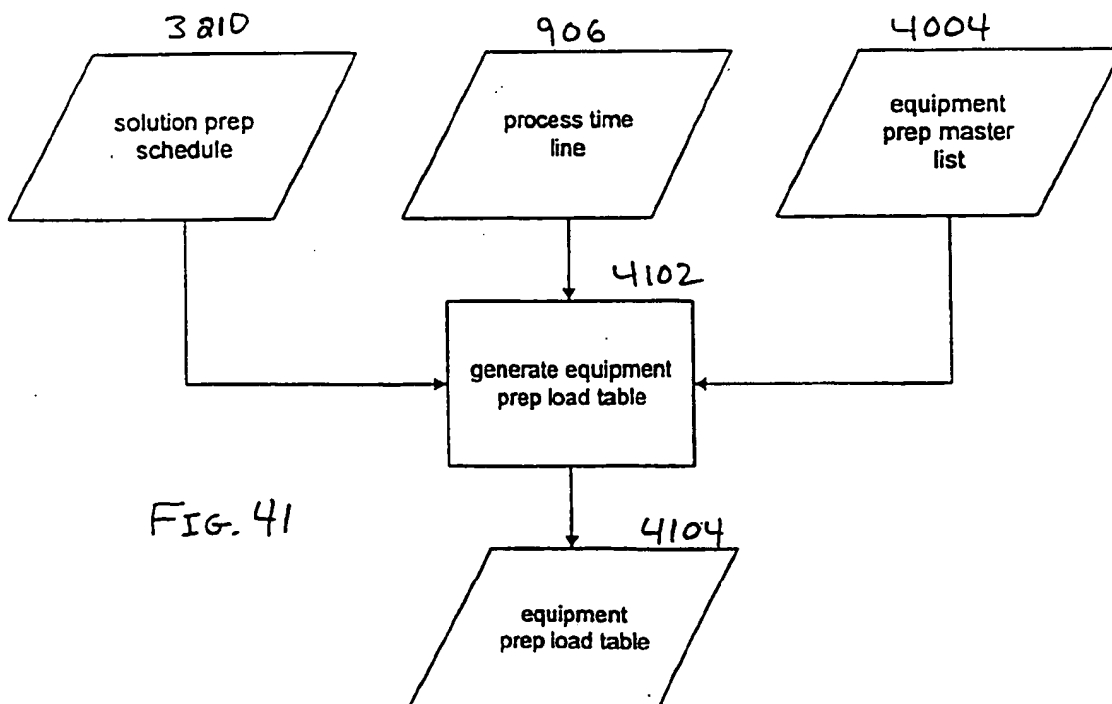 3210
906
4004
solution prep
schedule
process time
line
equipment
prep master
list
4102
generate equipment
prep load table
FIG. 41
4104
equipment
prep load table